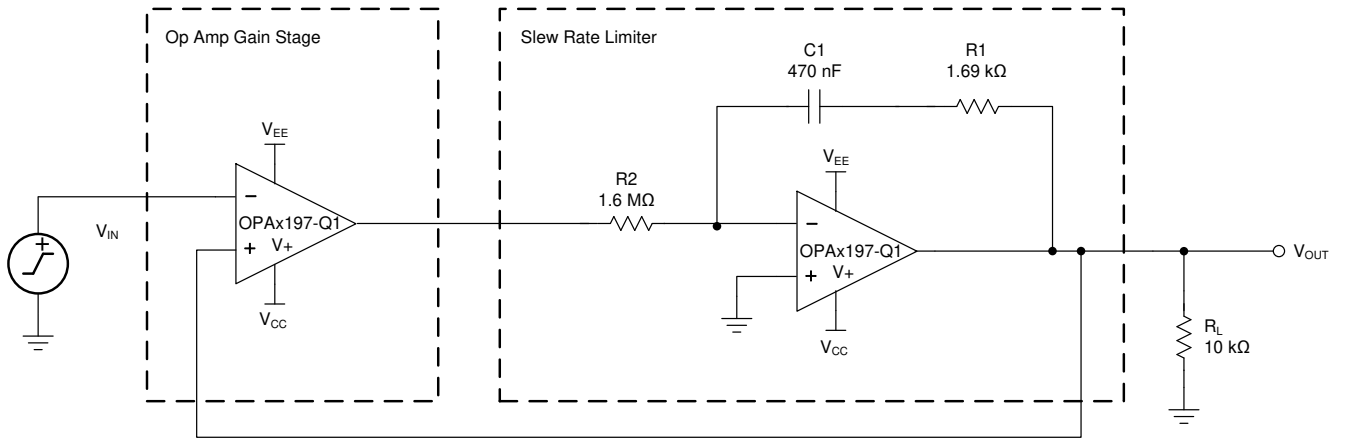 Op Amp Gain Stage
Slew Rate Limiter
C1
470 nF
R1
1.69 kΩ
VEE
VEE
R2
1.6 MΩ
−
OPAx197-Q1
+
V+
VIN
+
−
OPAx197-Q1
+
V+
VOUT
VCC
VCC
RL
10 kΩ